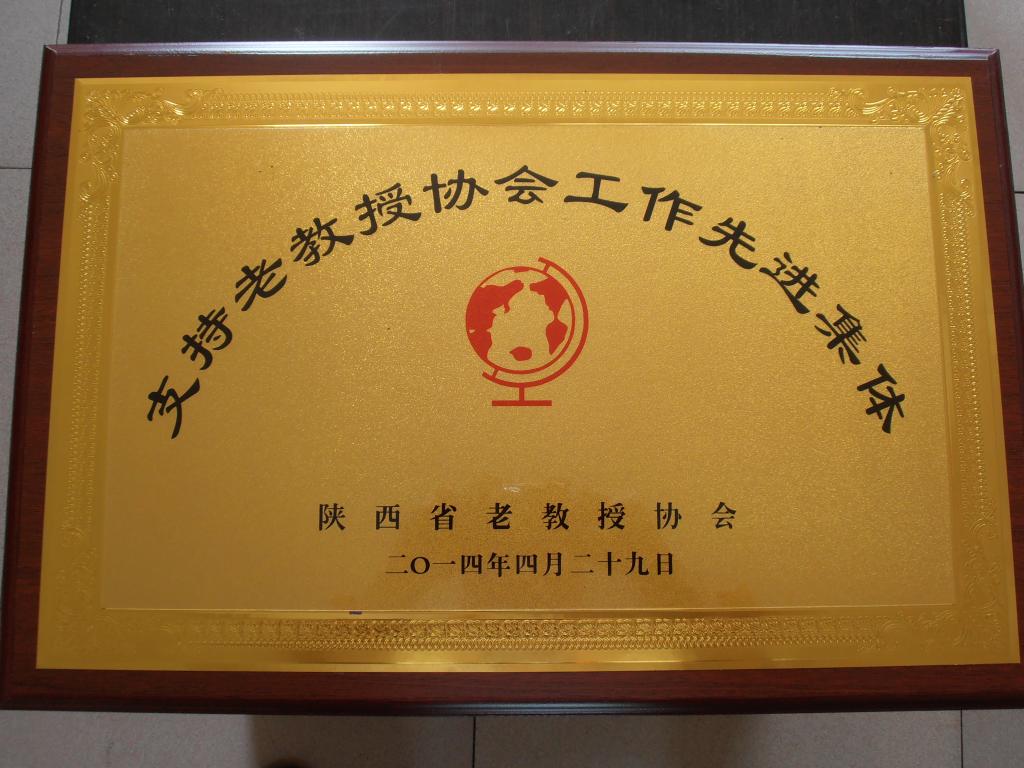 支持老教授协会工作先进集体
陕西省老教授协会
二〇一四年四月二十九日